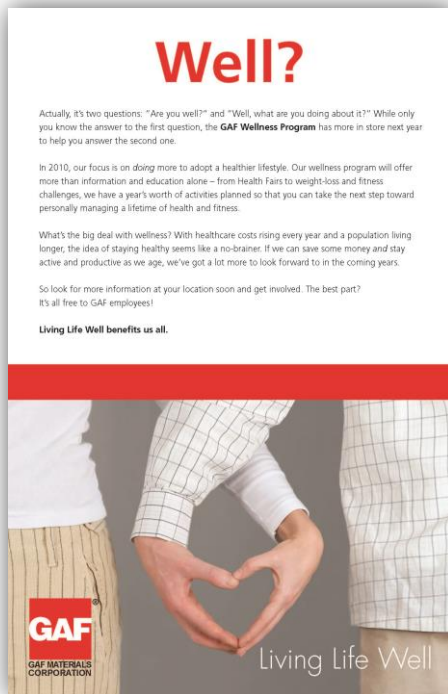 Well?
Actually, it's two questions: "Are you well?" and "Well, what are you doing about it?" While only
you know the answer to the first question, the GAF Wellness Program has more in store next year
to help you answer the second one.
In 2010, our focus is on doing more to adopt a healthier lifestyle. Our wellness program will offer
more than information and education alone – from Health Fairs to weight-loss and fitness
challenges, we have a year's worth of activities planned so that you can take the next step toward
personally managing a lifetime of health and fitness.
What's the big deal with wellness? With healthcare costs rising every year and a population living
longer, the idea of staying healthy seems like a no-brainer. If we can save some money and stay
active and productive as we age, we've got a lot more to look forward to in the coming years.
So look for more information at your location soon and get involved. The best part?
It's all free to GAF employees!
Living Life Well benefits us all.
GAF®
GAF MATERIALS
CORPORATION
Living Life Well